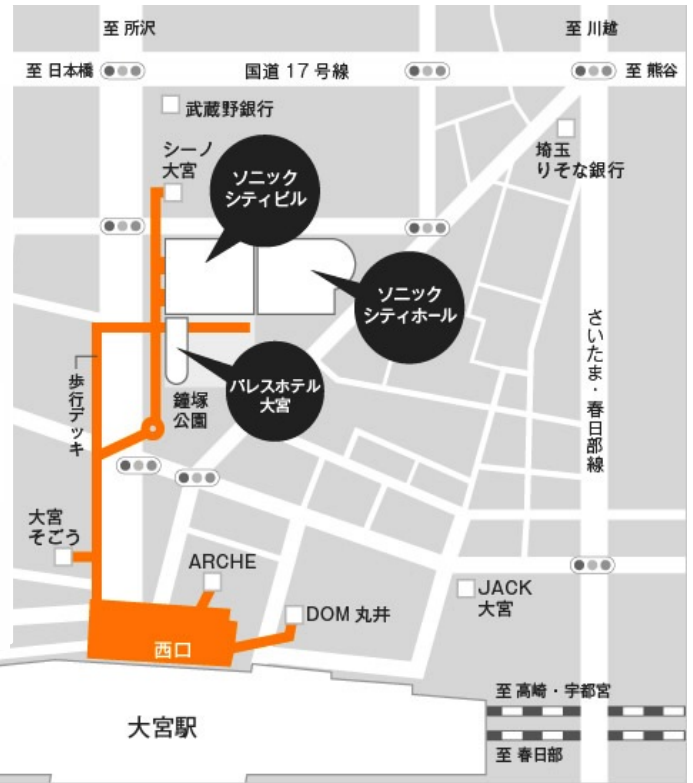 至 所沢
至 川越
至 日本橋
国道 17 号線
至 熊谷
武蔵野銀行
シーノ
大宮
ソニック
シティビル
埼玉
りそな銀行
ソニック
シティホール
さいたま・春日部線
パレスホテル
大宮
歩行デッキ
鐘塚
公園
大宮
そごう
ARCHE
JACK
大宮
DOM 丸井
西口
至 高崎・宇都宮
大宮駅
至 春日部